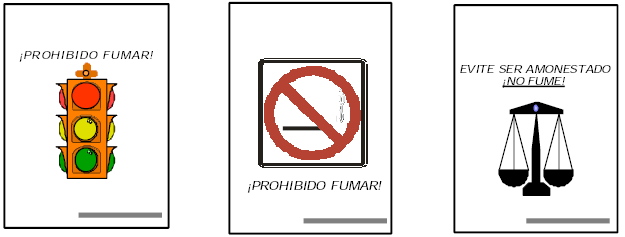 ¡PROHIBIDO FUMAR!
¡PROHIBIDO FUMAR!
EVITE SER AMONESTADO
¡NO FUME!